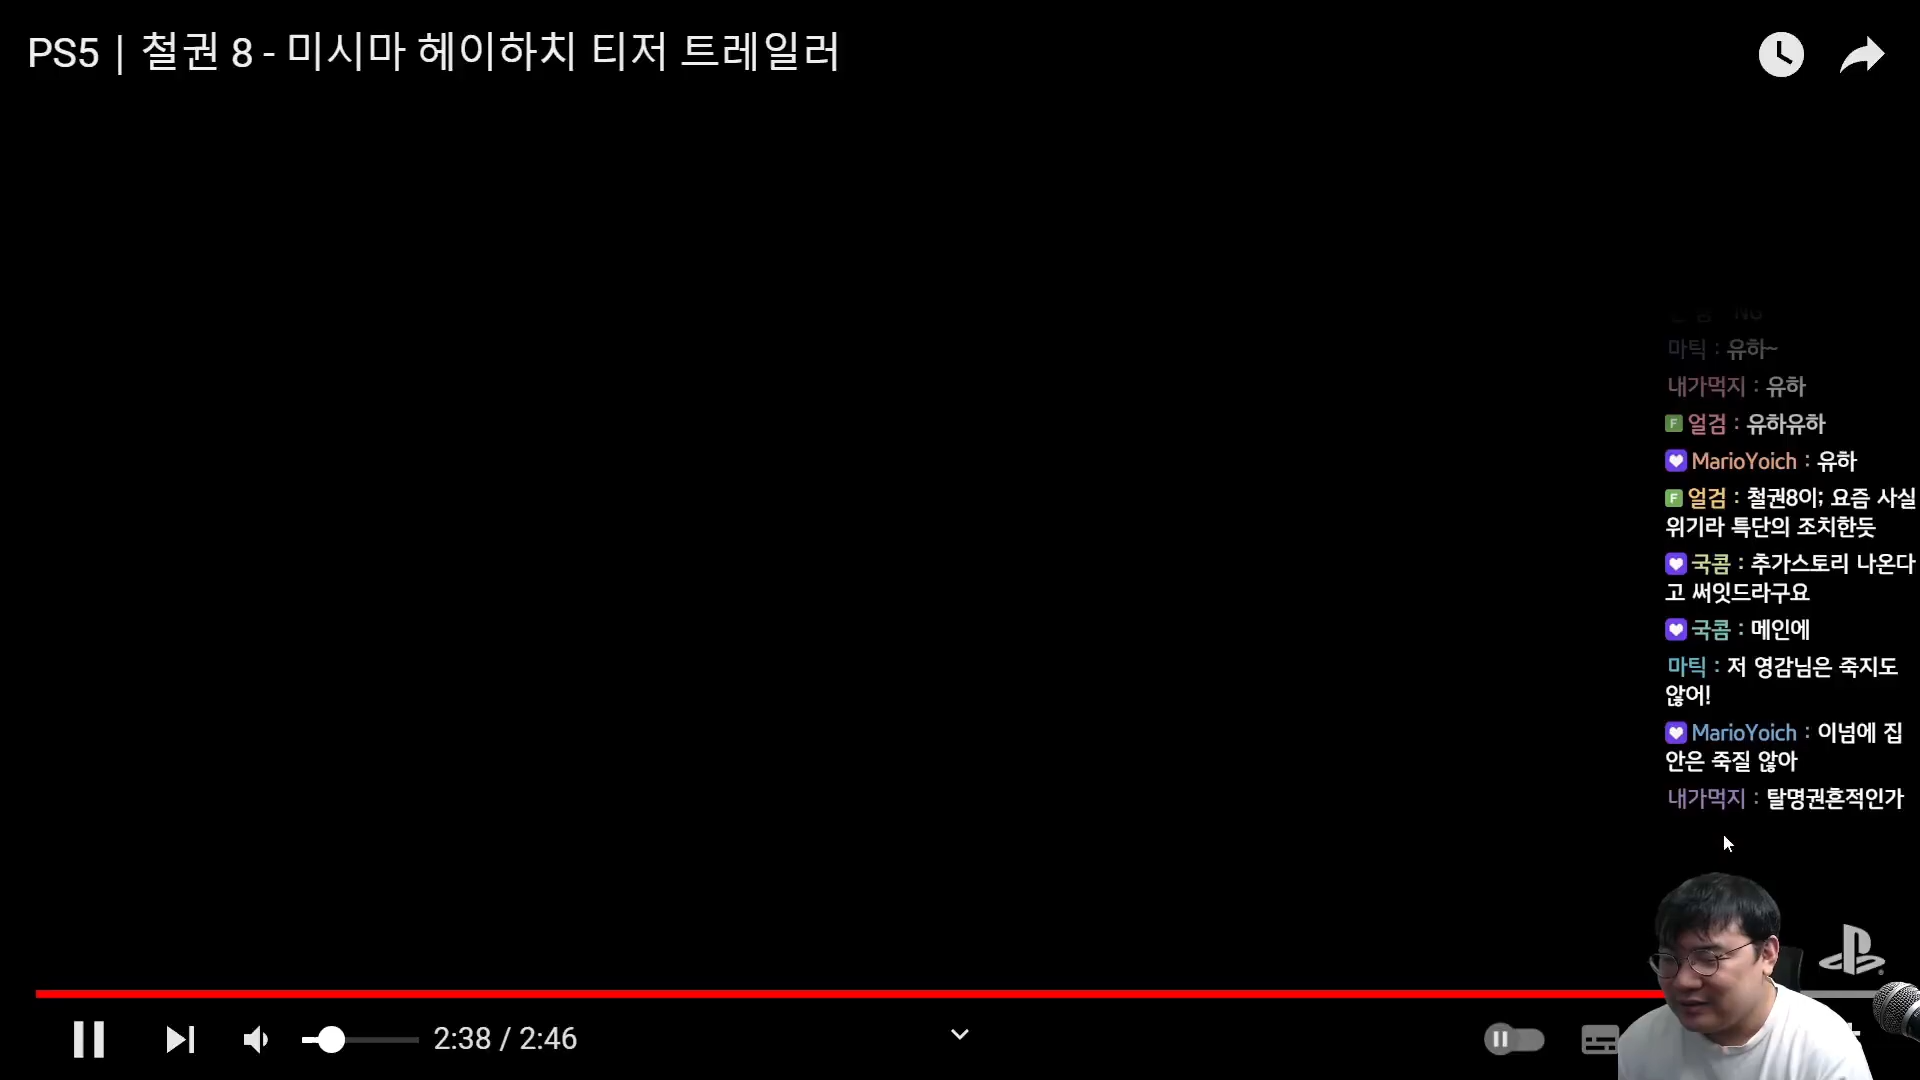 PS5 | 철권 8 - 미시마 헤이하치 티저 트레일러
마틱 : 유하~
내가먹지 : 유하
F 얼검 : 유하유하
MarioYoich : 유하
F 얼검 : 철권8이; 요즘 사실
위기라 특단의 조치한듯
국콤 : 추가스토리 나온다
고 써잇드라구요
국콤 : 메인에
마틱 : 저 영감님은 죽지도
않어!
MarioYoich : 이넘에 집
안은 죽질 않아
내가먹지 : 탈명권흔적인가
2:38 / 2:46